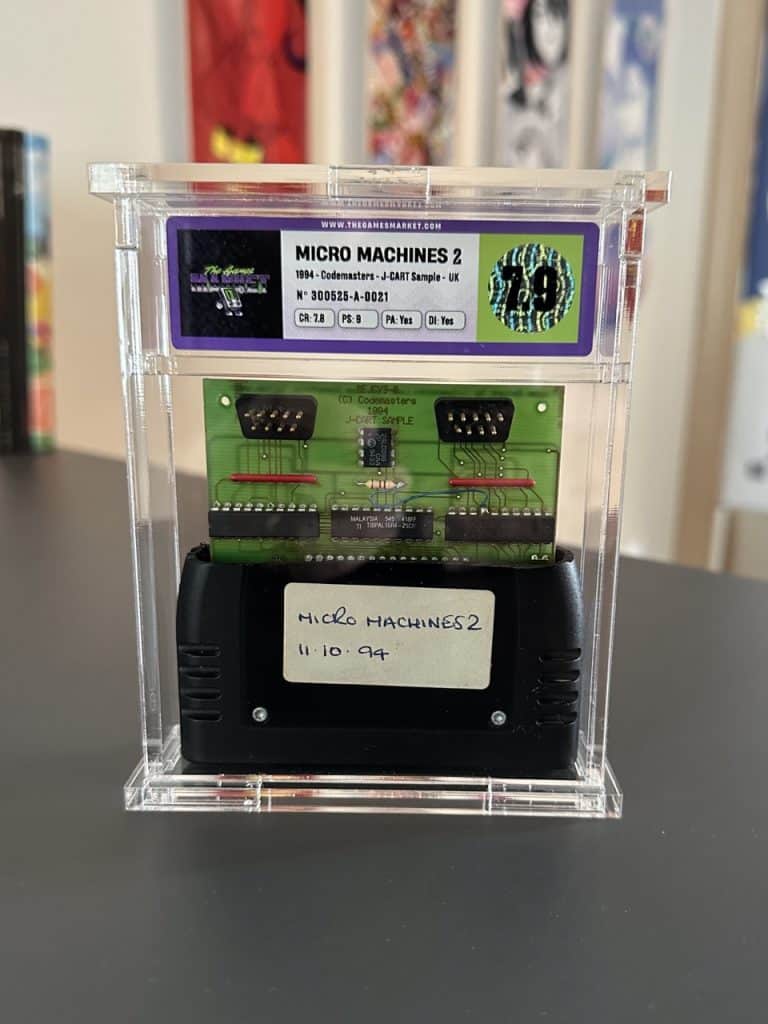 WWW.THEGAMESMARKET.COM
The Games
MARKET
MICRO MACHINES 2
1994 - Codemasters - J-CART Sample - UK
N° 300525-A-0021
CR: 7.8 PS: 9 PA: Yes DI: Yes
7.9
(C) Codemasters
1994
J-CART SAMPLE
MALAYSIA
MICRO MACHINES 2
11.10.94